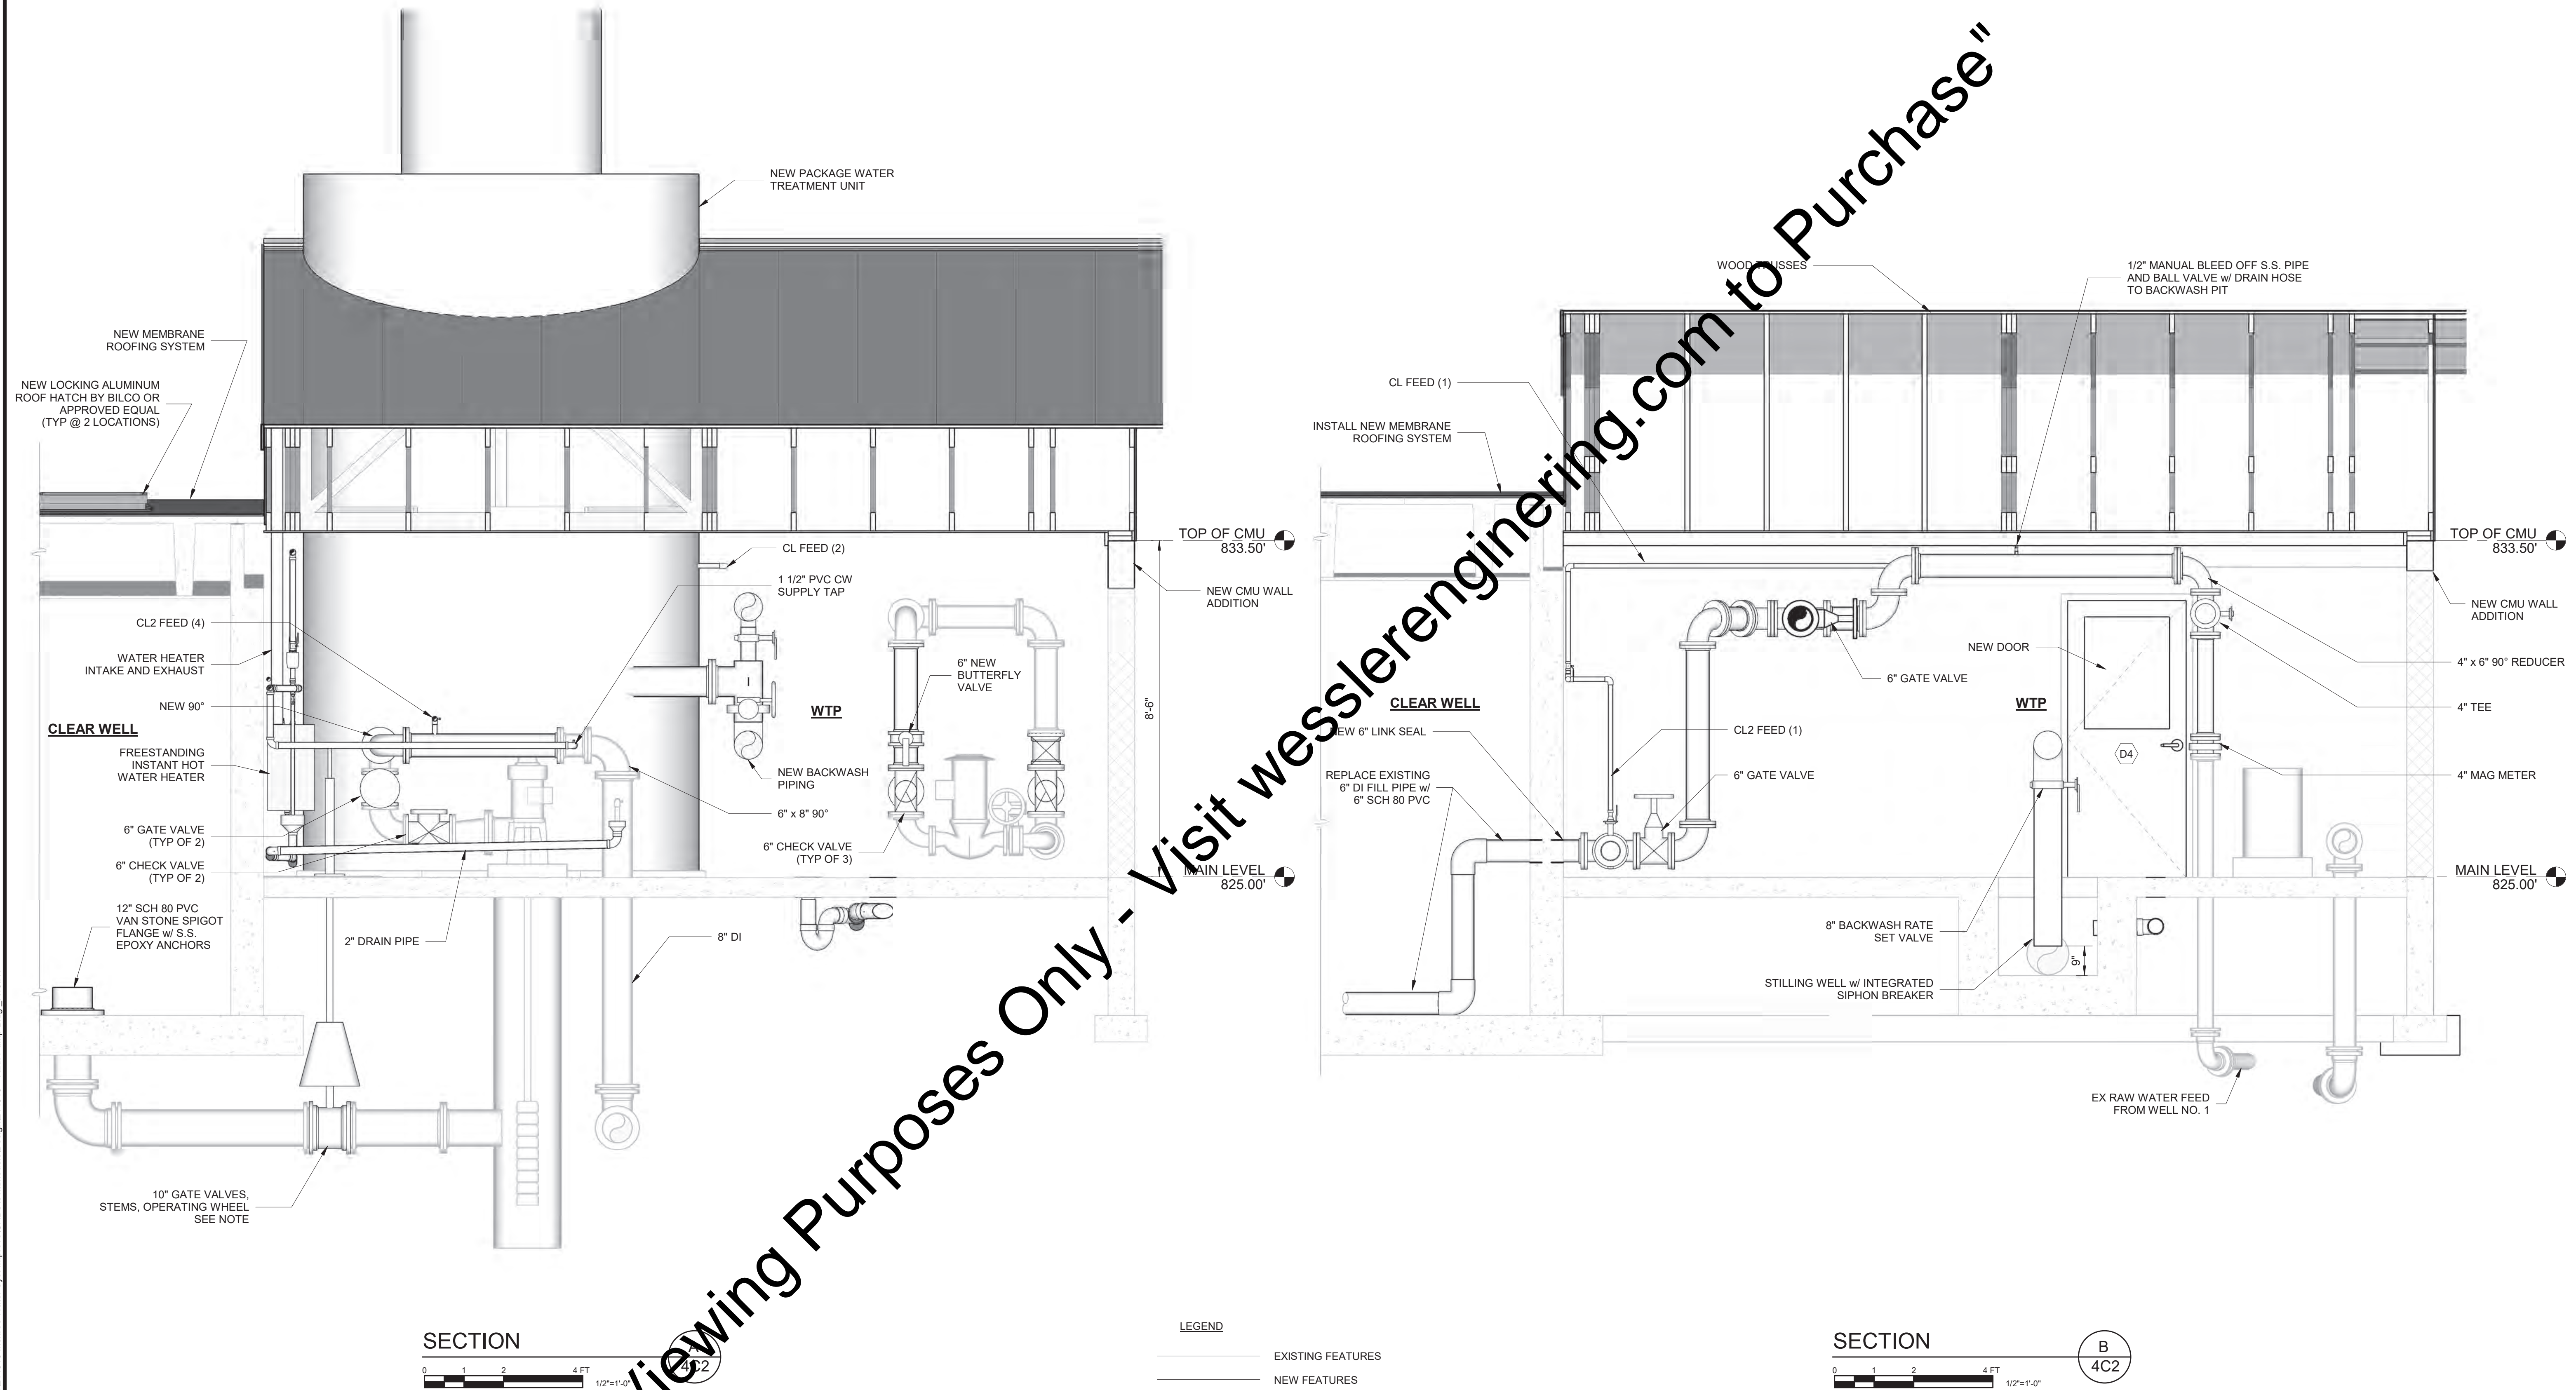 NEW PACKAGE WATER
TREATMENT UNIT
NEW MEMBRANE
ROOFING SYSTEM
NEW LOCKING ALUMINUM
ROOF HATCH BY BILCO OR
APPROVED EQUAL
(TYP @ 2 LOCATIONS)
CL FEED (2)
TOP OF CMU
833.50'
1 1/2" PVC CW
SUPPLY TAP
NEW CMU WALL
ADDITION
CL2 FEED (4)
WATER HEATER
INTAKE AND EXHAUST
6" NEW
BUTTERFLY
VALVE
NEW 90°
WTP
8'-6"
CLEAR WELL
FREESTANDING
INSTANT HOT
WATER HEATER
NEW BACKWASH
PIPING
6" x 8" 90°
6" GATE VALVE
(TYP OF 2)
6" CHECK VALVE
(TYP OF 3)
6" CHECK VALVE
(TYP OF 2)
MAIN LEVEL
825.00'
12" SCH 80 PVC
VAN STONE SPIGOT
FLANGE w/ S.S.
EPOXY ANCHORS
2" DRAIN PIPE
8" DI
10" GATE VALVES,
STEMS, OPERATING WHEEL
SEE NOTE
SECTION
A
4C2
0 1 2 4 FT
1/2"=1'-0"
Viewing Purposes Only - Visit wesslerengineering.com to Purchase"
WOOD TRUSSES
1/2" MANUAL BLEED OFF S.S. PIPE
AND BALL VALVE w/ DRAIN HOSE
TO BACKWASH PIT
CL FEED (1)
INSTALL NEW MEMBRANE
ROOFING SYSTEM
TOP OF CMU
833.50'
NEW CMU WALL
ADDITION
NEW DOOR
4" x 6" 90° REDUCER
6" GATE VALVE
CLEAR WELL
WTP
4" TEE
NEW 6" LINK SEAL
CL2 FEED (1)
D4
REPLACE EXISTING
6" DI FILL PIPE w/
6" SCH 80 PVC
6" GATE VALVE
4" MAG METER
MAIN LEVEL
825.00'
8" BACKWASH RATE
SET VALVE
9"
STILLING WELL w/ INTEGRATED
SIPHON BREAKER
EX RAW WATER FEED
FROM WELL NO. 1
LEGEND
EXISTING FEATURES
NEW FEATURES
SECTION
B
4C2
0 1 2 4 FT
1/2"=1'-0"